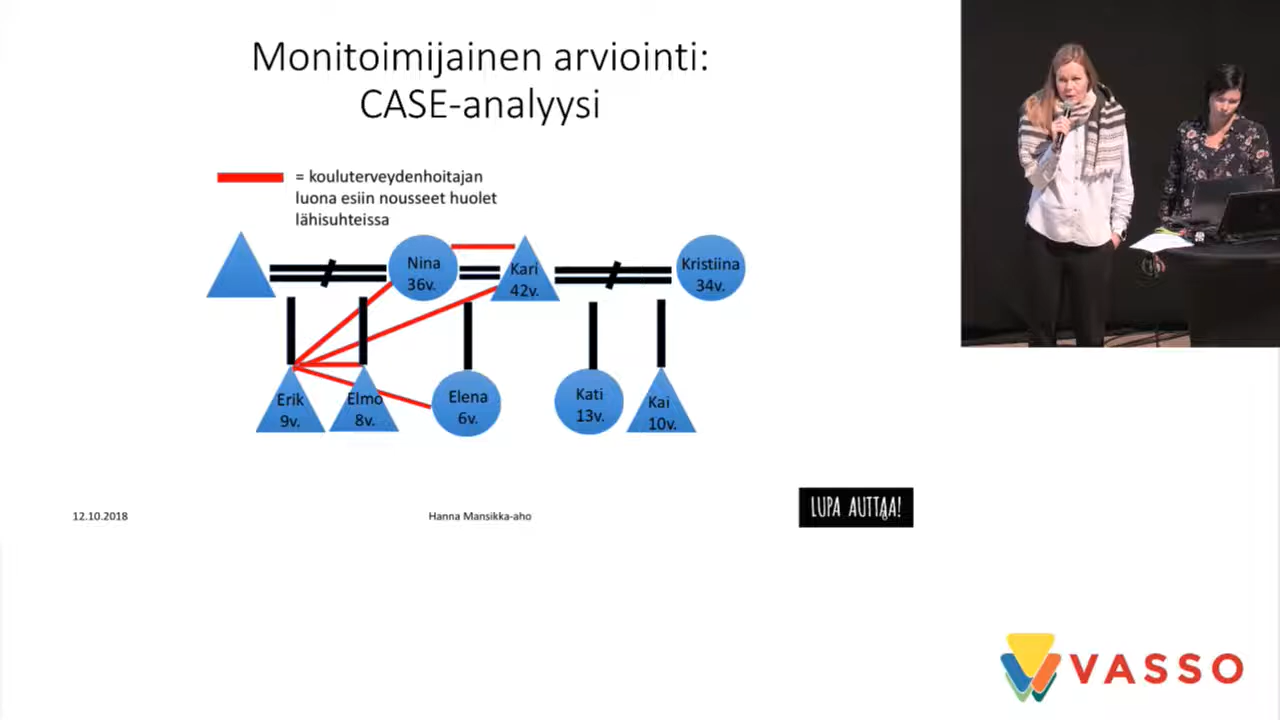 Monitoimijainen arviointi:
CASE-analyysi
= kouluterveydenhoitajan
luona esiin nousseet huolet
lähisuhteissa
Nina
36v.
Kari
42v.
Kristiina
34v.
Erik
9v.
Elmo
8v.
Elena
6v.
Kati
13v.
Kai
10v.
12.10.2018
Hanna Mansikka-aho
LUPA AUTTAA!
VASSO